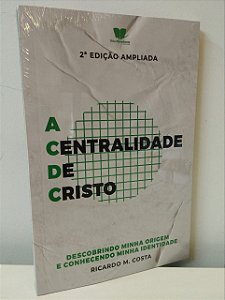 2ª EDIÇÃO AMPLIADA
A
CENTRALIDADE
DE
CRISTO
DESCOBRINDO MINHA ORIGEM
E CONHECENDO MINHA IDENTIDADE
RICARDO M. COSTA